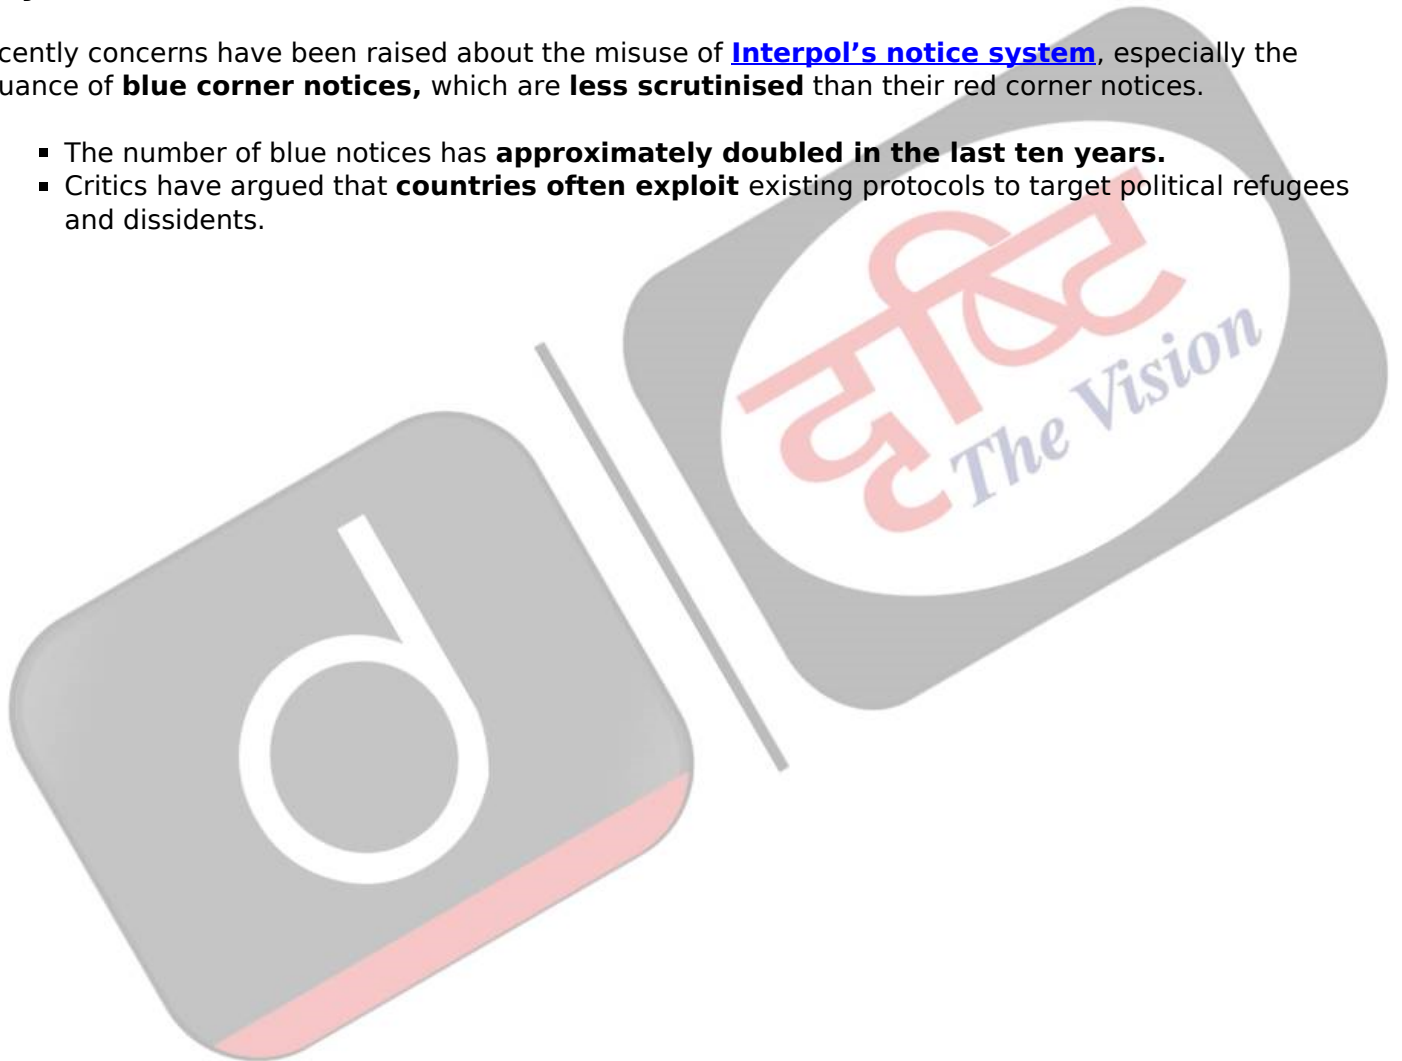 cently concerns have been raised about the misuse of Interpol’s notice system, especially the
uance of blue corner notices, which are less scrutinised than their red corner notices.
▪ The number of blue notices has approximately doubled in the last ten years.
▪ Critics have argued that countries often exploit existing protocols to target political refugees
and dissidents.
दृष्टि
The Vision
d